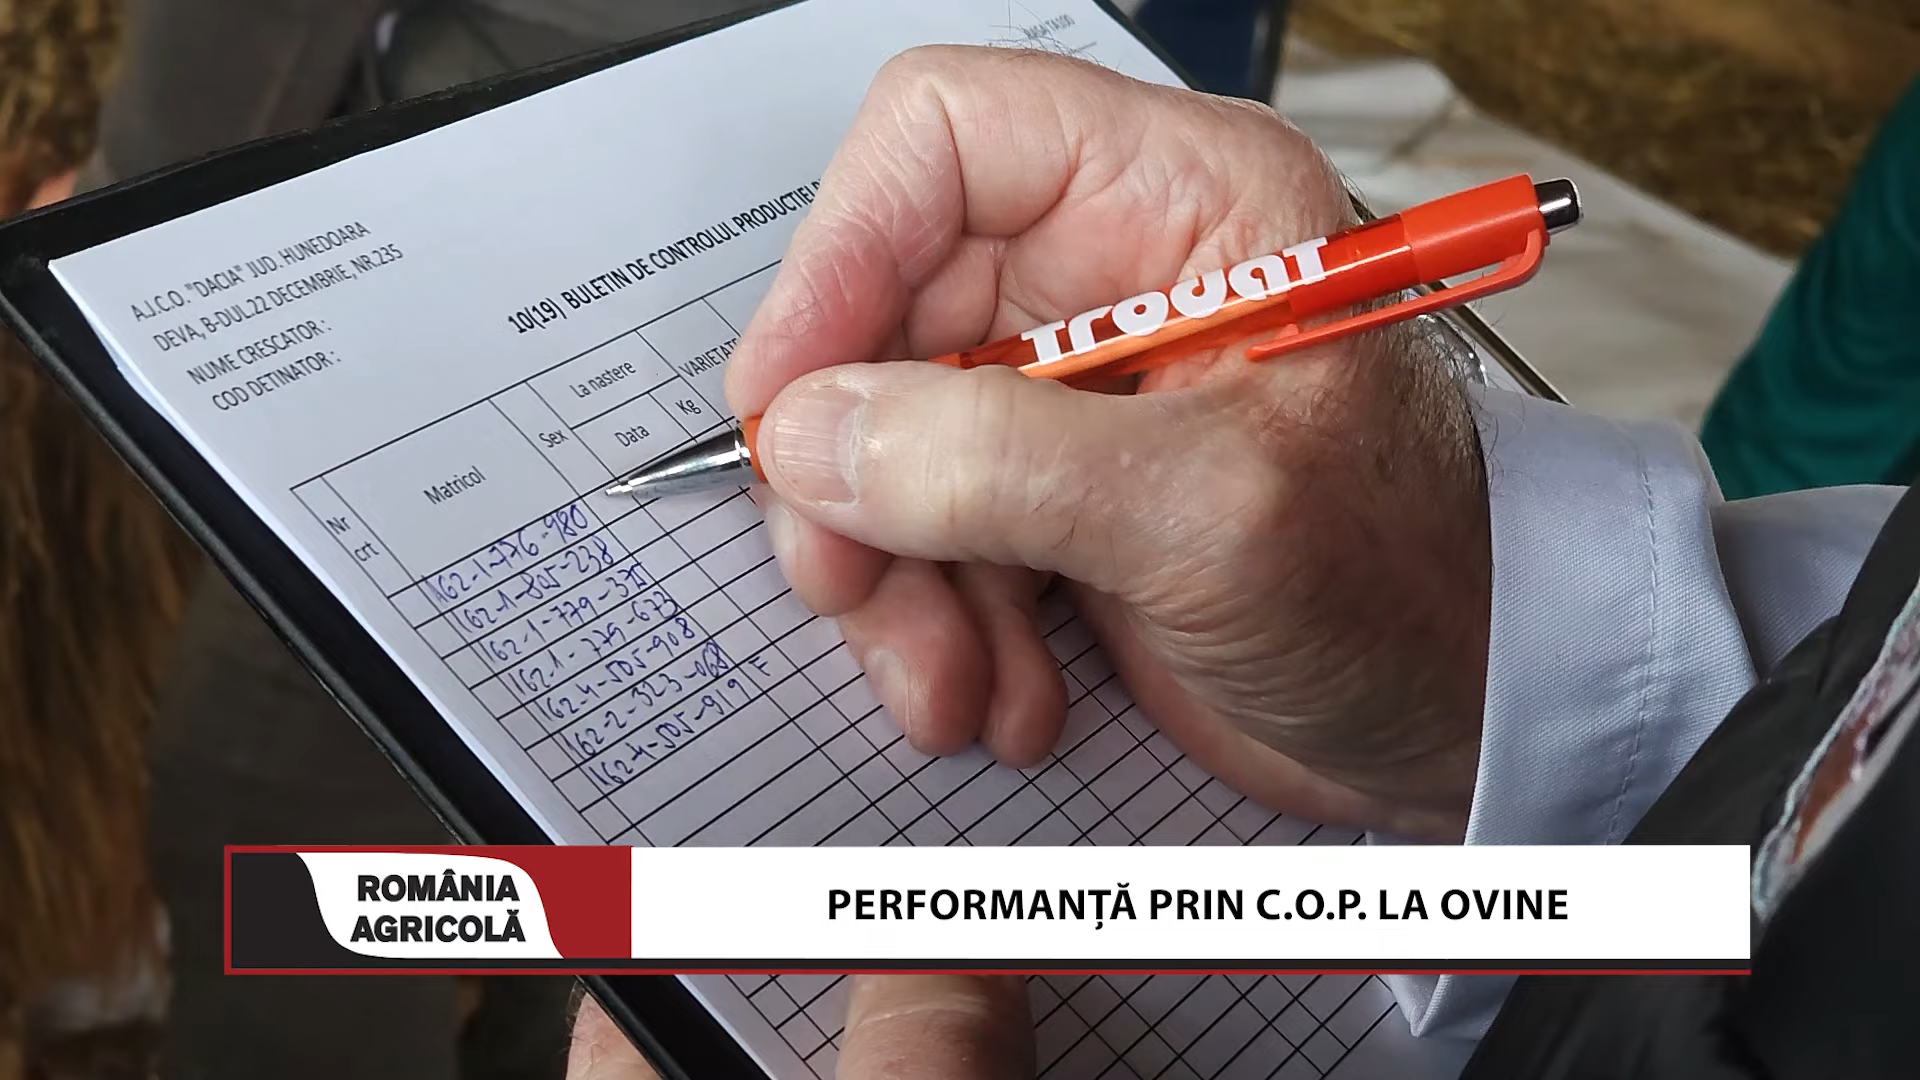 A.J.C.O. "DACIA" JUD. HUNEDOARA
DEVA, B-DUL.22 DECEMBRIE, NR.235
NUME CRESCATOR :
COD DETINATOR :
10(19) BULETIN DE CONTROLUL PRODUCTIEI
Nr crt
Matricol
Sex
La nastere
Data
Kg
VARIETAT
162-1-776-980
162-1-805-238
162-1-779-375
162-1-779-673
162-4-505-908
162-2-323-068
162-4-505-919 F
Trodat
ROMÂNIA
AGRICOLĂ
PERFORMANȚĂ PRIN C.O.P. LA OVINE